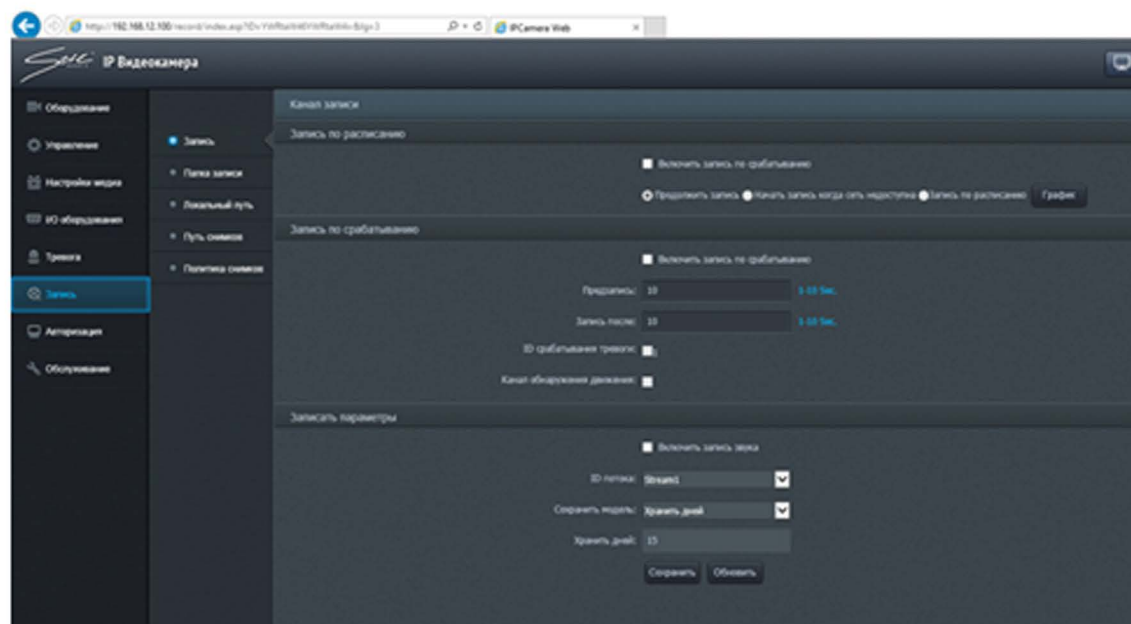 IPCamera Web
IP Видеокамера
Оборудование
Управление
Настройки медиа
I/O оборудования
Тревога
Запись
Авторизация
Обслуживание
Запись
Папка записи
Локальный путь
Путь снимков
Политика снимков
Канал записи
Запись по расписанию
Включить запись по срабатыванию
Продолжить запись Начать запись когда сеть недоступна Запись по расписанию График
Запись по срабатыванию
Включить запись по срабатыванию
Предзапись: 10 1-10 Sec.
Запись после: 10 1-10 Sec.
ID срабатывания тревоги:
Канал обнаружения движения:
Записать параметры
Включить запись звука
ID потока: Stream1
Сохранить модель: Хранить дней
Хранить дней: 15
Сохранить Обновить